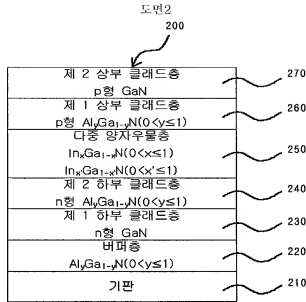 도면2
200
제 2 상부 클래드층
p형 GaN
270
제 1 상부 클래드층
p형 AlyGa1-yN(0<y≤1)
260
다중 양자우물층
InxGa1-xN(0<x≤1)
Inx'Ga1-x'N(0<x'≤1)
250
제 2 하부 클래드층
n형 AlyGa1-yN(0<y≤1)
240
제 1 하부 클래드층
n형 GaN
230
버퍼층
AlyGa1-yN(0<y≤1)
220
기판
210